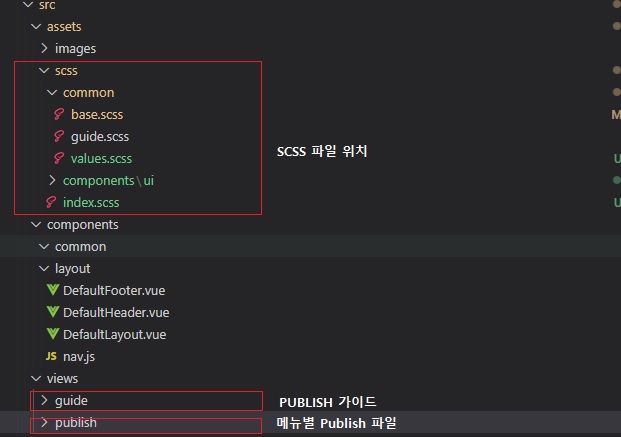 src
assets
images
scss
common
base.scss
M
guide.scss
SCSS 파일 위치
values.scss
U
components\ui
index.scss
U
components
common
layout
DefaultFooter.vue
DefaultHeader.vue
DefaultLayout.vue
JS nav.js
views
guide
PUBLISH 가이드
publish
메뉴별 Publish 파일